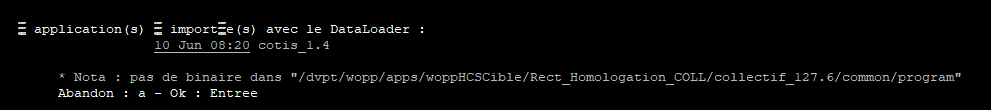 application(s) import e(s) avec le DataLoader :
10 Jun 08:20 cotis_1.4
* Nota : pas de binaire dans "/dvpt/wopp/apps/woppHCSCible/Rect_Homologation_COLL/collectif_127.6/common/program"
Abandon : a - Ok : Entree